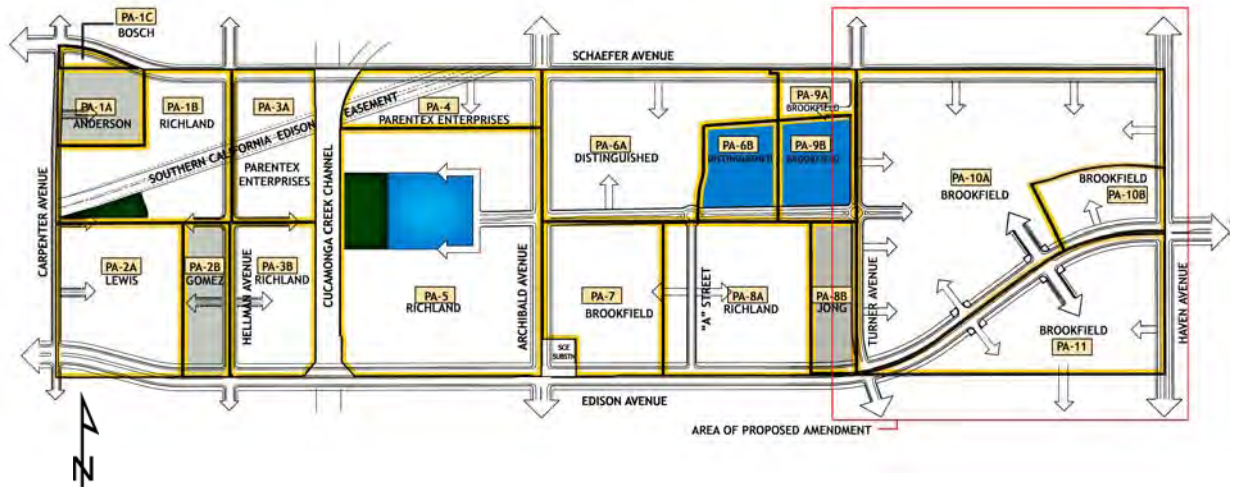 PA-1C
BOSCH
SCHAEFER AVENUE
PA-1A
ANDERSON
PA-1B
RICHLAND
PA-3A
PARENTEX
ENTERPRISES
SOUTHERN CALIFORNIA EDISON EASEMENT
PA-4
PARENTEX ENTERPRISES
PA-6A
DISTINGUISHED
PA-9A
BROOKFIELD
PA-6B
DISTINGUISHED
PA-9B
BROOKFIELD
PA-10A
BROOKFIELD
BROOKFIELD
PA-10B
CARPENTER AVENUE
PA-2A
LEWIS
PA-2B
GOMEZ
HELLMAN AVENUE
PA-3B
RICHLAND
CUCAMONGA CREEK CHANNEL
PA-5
RICHLAND
ARCHIBALD AVENUE
SCE
SUBSTN
PA-7
BROOKFIELD
"A" STREET
PA-8A
RICHLAND
PA-8B
JONG
TURNER AVENUE
BROOKFIELD
PA-11
HAVEN AVENUE
EDISON AVENUE
AREA OF PROPOSED AMENDMENT
N